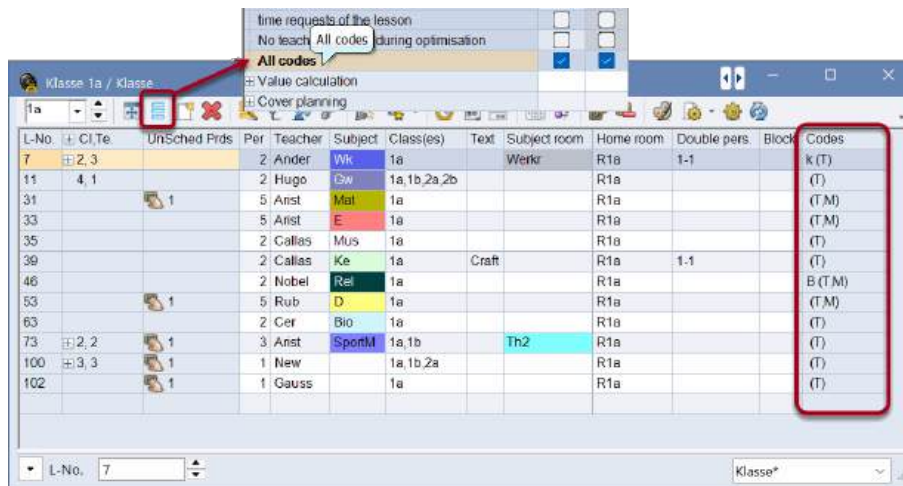 time requests of the lesson
No teach during optimisation
All codes
All codes
Value calculation
Cover planning
Klasse 1a / Klasse
1a
L-No. Cl,Te. UnSched Prds Per Teacher Subject Class(es) Text Subject room Home room Double pers. Block Codes
7 2, 3 2 Ander Wk 1a Werkr R1a 1-1 k (T)
11 4, 1 2 Hugo Gw 1a,1b,2a,2b R1a (T)
31 1 5 Arist Mat 1a R1a (T,M)
33 5 Arist E 1a R1a (T,M)
35 2 Callas Mus 1a R1a (T)
39 2 Callas Ke 1a Craft R1a 1-1 (T)
46 2 Nobel Rel 1a R1a B (T,M)
53 1 5 Rub D 1a R1a (T,M)
63 2 Cer Bio 1a R1a (T)
73 2, 2 1 3 Arist SportM 1a,1b Th2 R1a (T)
100 3, 3 1 1 New 1a,1b,2a R1a (T)
102 1 1 Gauss 1a R1a (T)
L-No. 7 Klasse*